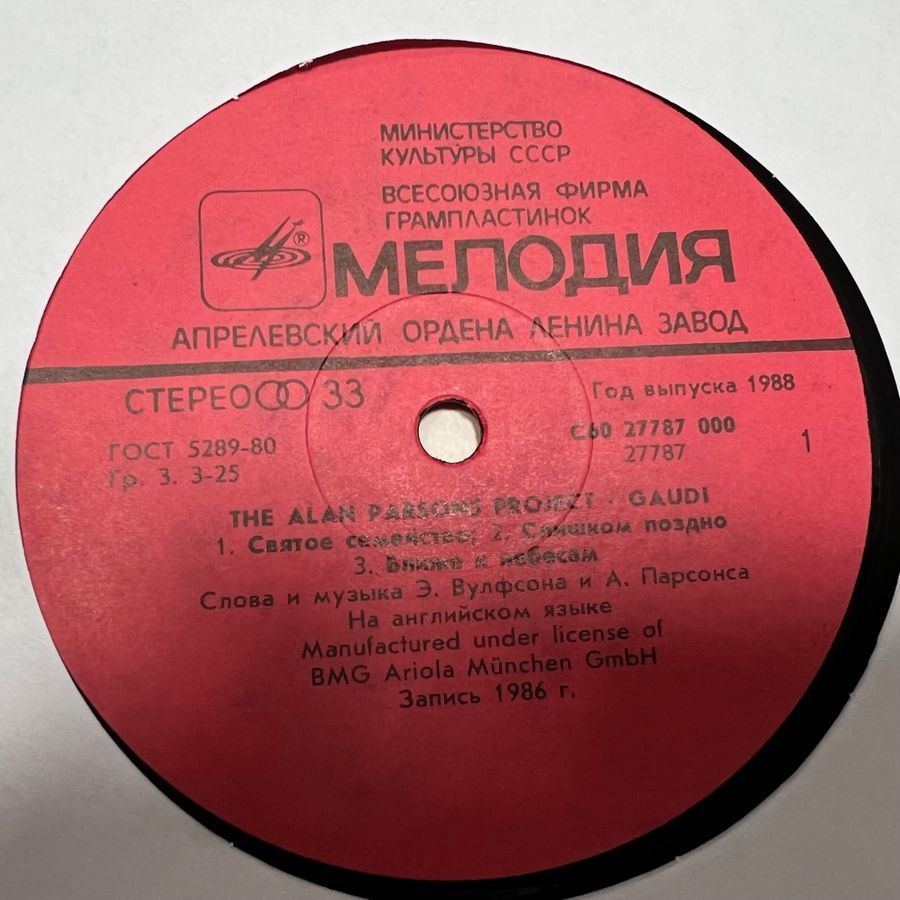 МИНИСТЕРСТВО
КУЛЬТУРЫ СССР
ВСЕСОЮЗНАЯ ФИРМА
ГРАМПЛАСТИНОК
®
МЕЛОДИЯ
АПРЕЛЕВСКИЙ ОРДЕНА ЛЕНИНА ЗАВОД
СТЕРЕО 33
Год выпуска 1988
ГОСТ 5289-80
Гр. 3. 3-25
С60 27787 000
27787
1
THE ALAN PARSONS PROJECT · GAUDI
1. Святое семейство; 2. Слишком поздно
3. Ближе к небесам
Слова и музыка Э. Вулфсона и А. Парсонса
На английском языке
Manufactured under license of
BMG Ariola München GmbH
Запись 1986 г.